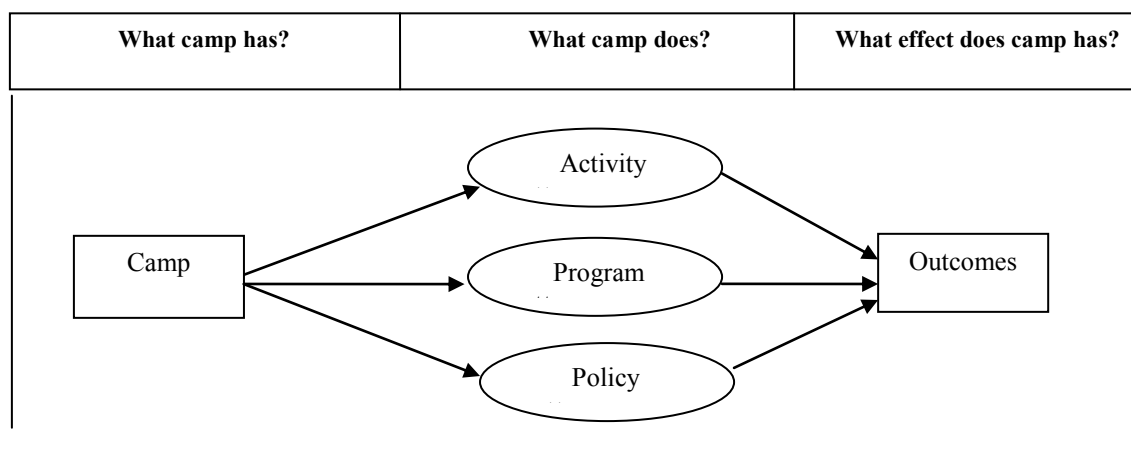 What camp has?
What camp does?
What effect does camp has?
Activity
Camp
Program
Outcomes
Policy